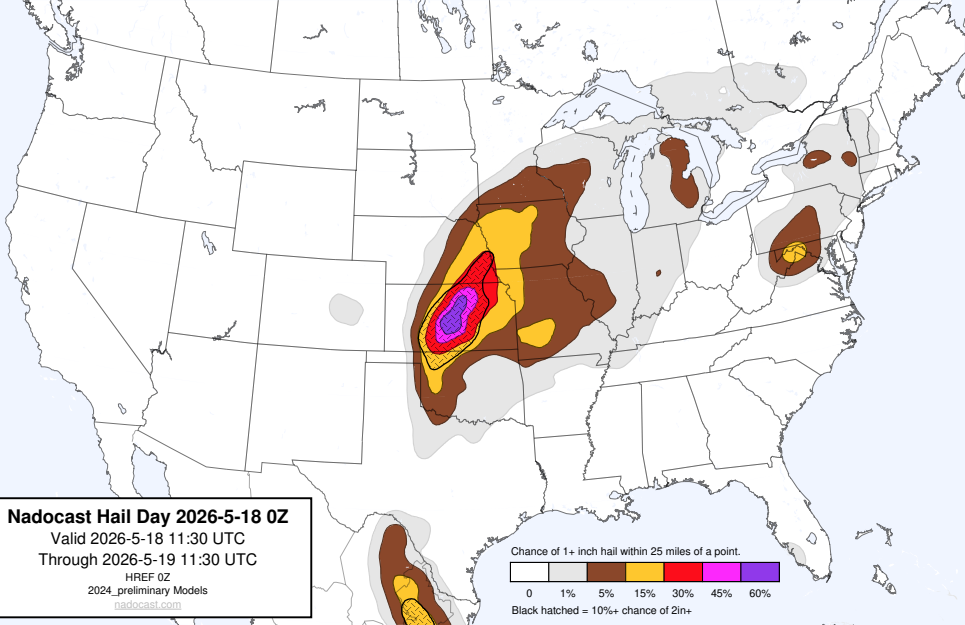 Nadocast Hail Day 2026-5-18 0Z
Valid 2026-5-18 11:30 UTC
Through 2026-5-19 11:30 UTC
HREF 0Z
2024_preliminary Models
nadocast.com
Chance of 1+ inch hail within 25 miles of a point.
0 1% 5% 15% 30% 45% 60%
Black hatched = 10%+ chance of 2in+